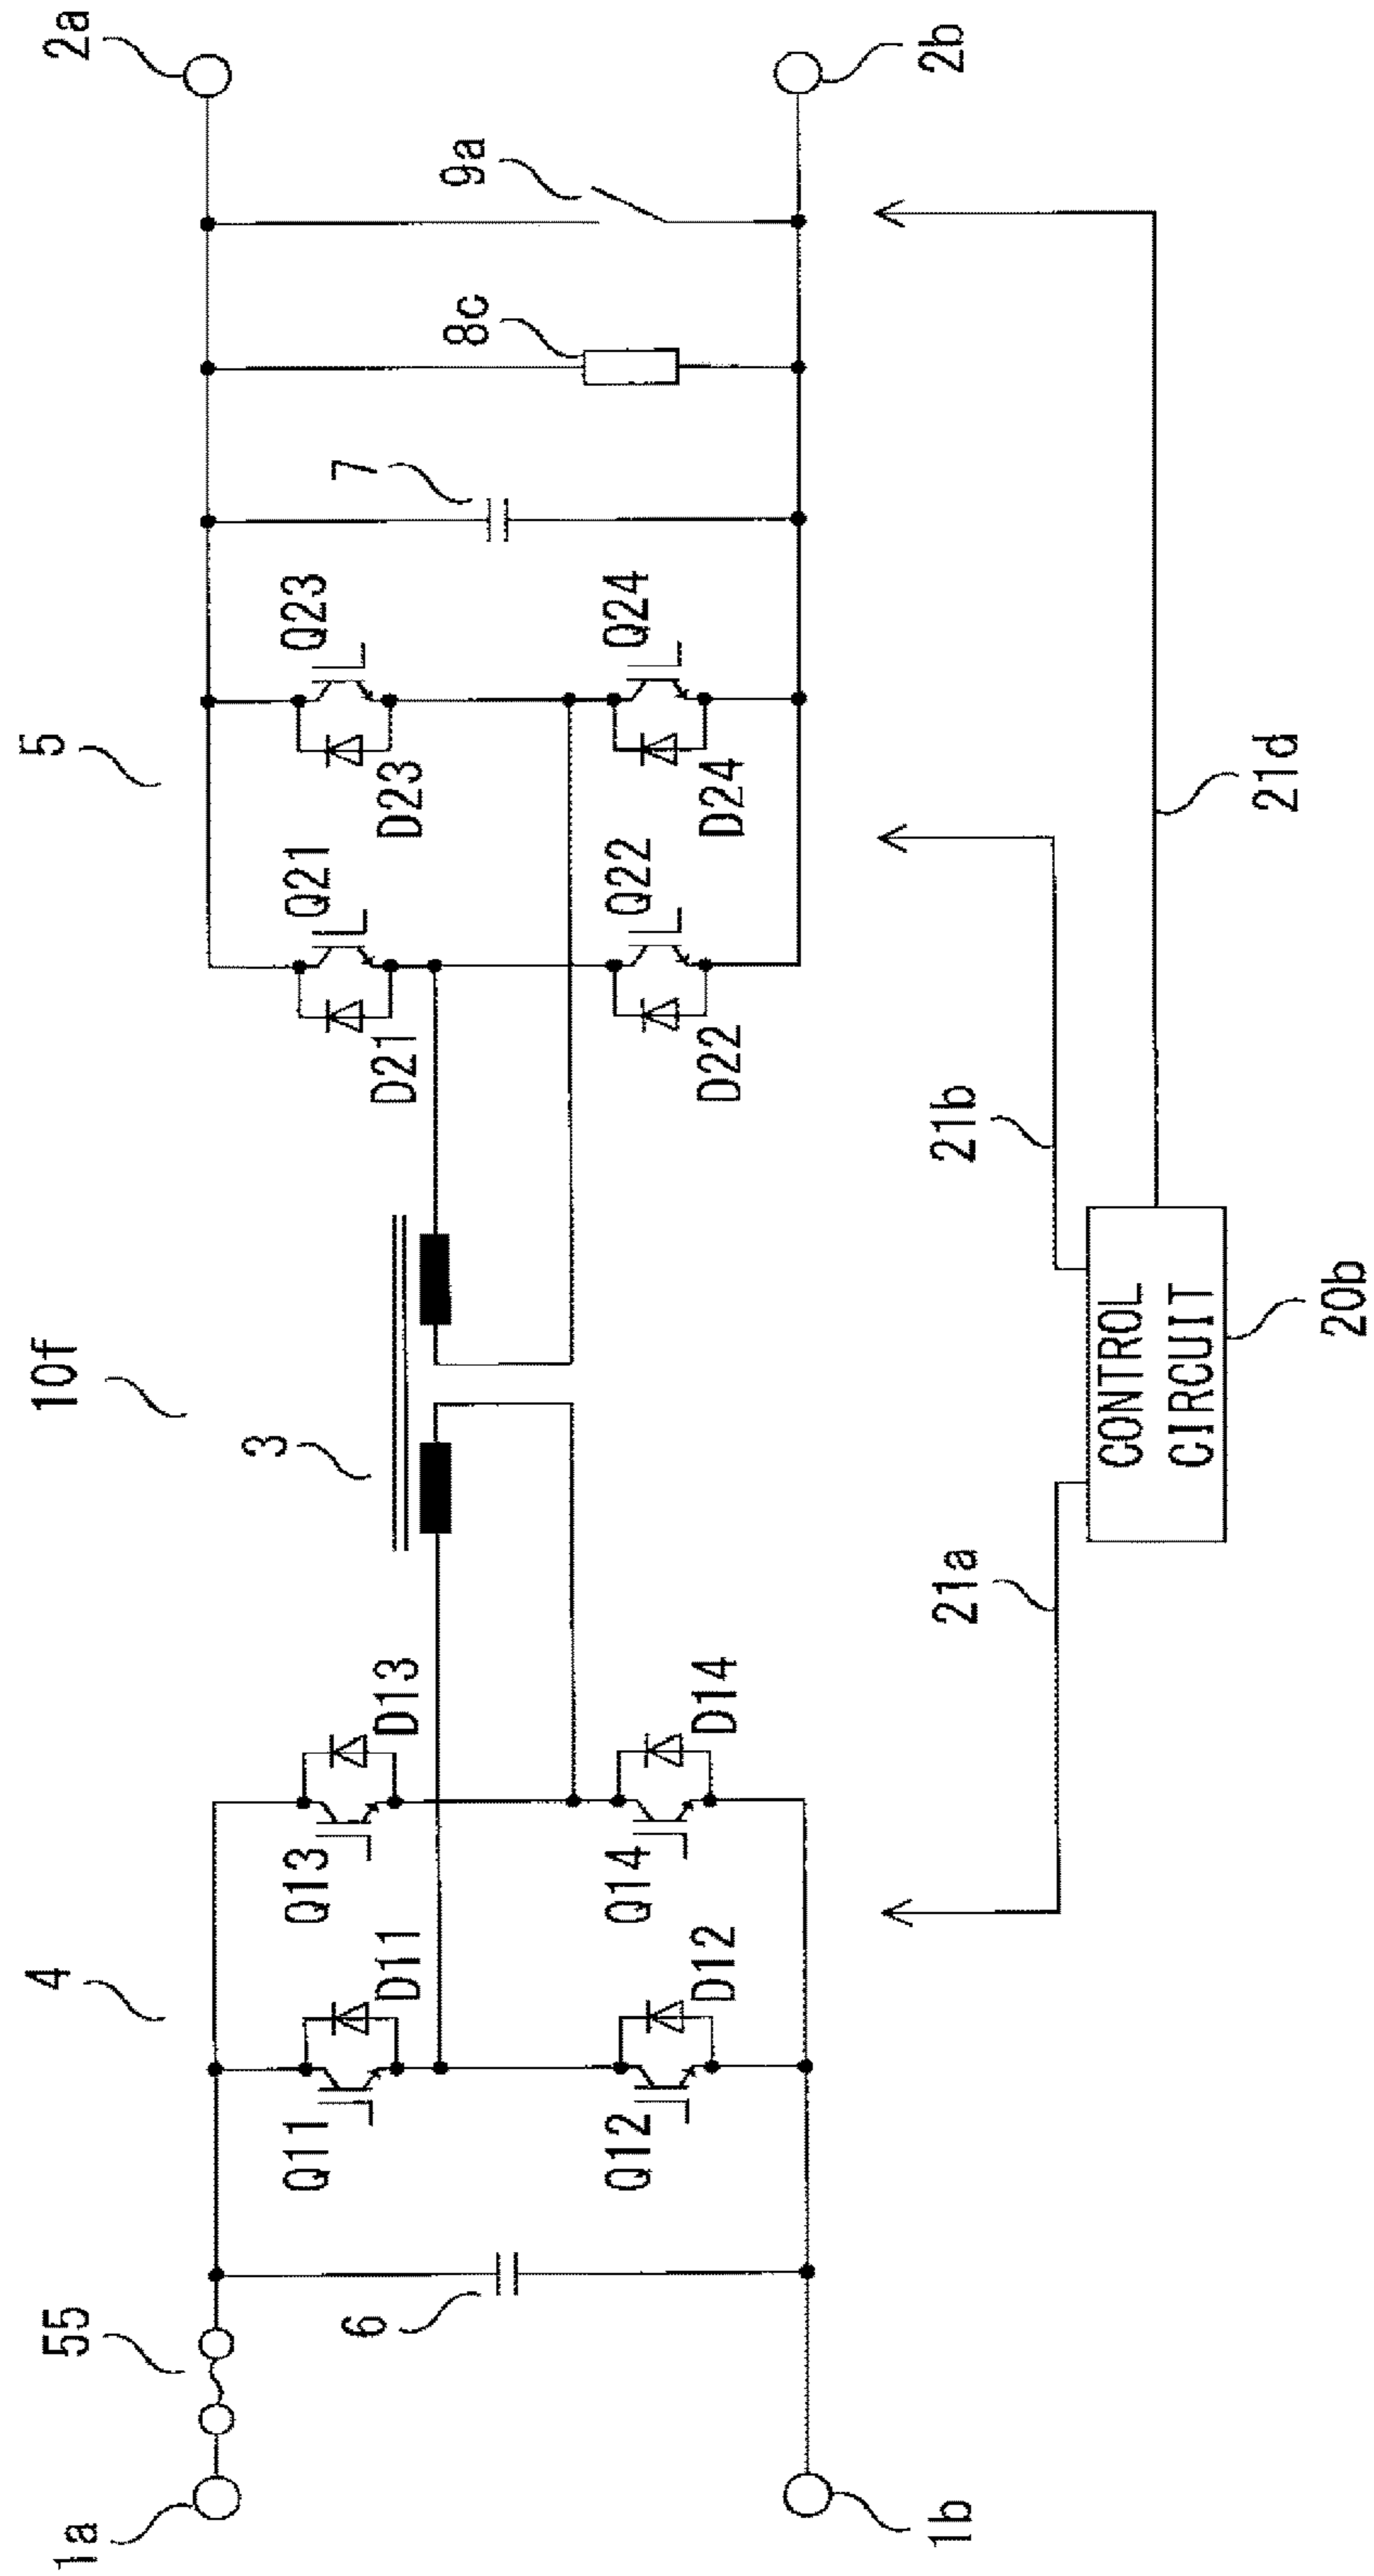 10f
4
5
55
1a
3
2a
Q11
D11
Q13
D13
D21
Q21
D23
Q23
6
7
8c
9a
Q12
D12
Q14
D14
D22
Q22
D24
Q24
1b
2b
21a
21b
CONTROL
CIRCUIT
21d
20b